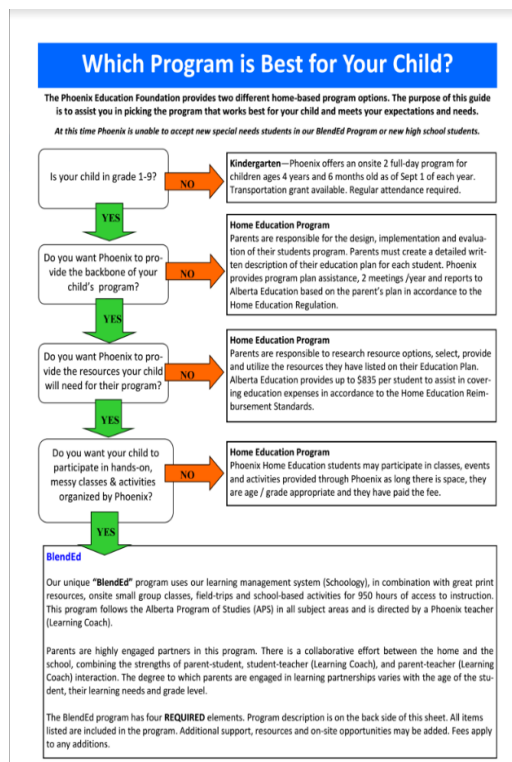 Which Program is Best for Your Child?
The Phoenix Education Foundation provides two different home-based program options. The purpose of this guide
is to assist you in picking the program that works best for your child and meets your expectations and needs.
At this time Phoenix is unable to accept new special needs students in our BlendEd Program or new high school students.
Is your child in grade 1-9?
NO
Kindergarten—Phoenix offers an onsite 2 full-day program for
children ages 4 years and 6 months old as of Sept 1 of each year.
Transportation grant available. Regular attendance required.
YES
Do you want Phoenix to pro-
vide the backbone of your
child's program?
NO
Home Education Program
Parents are responsible for the design, implementation and evalua-
tion of their students program. Parents must create a detailed writ-
ten description of their education plan for each student. Phoenix
provides program plan assistance, 2 meetings /year and reports to
Alberta Education based on the parent's plan in accordance to the
Home Education Regulation.
YES
Do you want Phoenix to pro-
vide the resources your child
will need for their program?
NO
Home Education Program
Parents are responsible to research resource options, select, provide
and utilize the resources they have listed on their Education Plan.
Alberta Education provides up to $835 per student to assist in cover-
ing education expenses in accordance to the Home Education Reim-
bursement Standards.
YES
Do you want your child to
participate in hands-on,
messy classes & activities
organized by Phoenix?
NO
Home Education Program
Phoenix Home Education students may participate in classes, events
and activities provided through Phoenix as long there is space, they
are age / grade appropriate and they have paid the fee.
YES
BlendEd
Our unique "BlendEd" program uses our learning management system (Schoology), in combination with great print
resources, onsite small group classes, field-trips and school-based activities for 950 hours of access to instruction.
This program follows the Alberta Program of Studies (APS) in all subject areas and is directed by a Phoenix teacher
(Learning Coach).
Parents are highly engaged partners in this program. There is a collaborative effort between the home and the
school, combining the strengths of parent-student, student-teacher (Learning Coach), and parent-teacher (Learning
Coach) interaction. The degree to which parents are engaged in learning partnerships varies with the age of the stu-
dent, their learning needs and grade level.
The BlendEd program has four REQUIRED elements. Program description is on the back side of this sheet. All items
listed are included in the program. Additional support, resources and on-site opportunities may be added. Fees apply
to any additions.